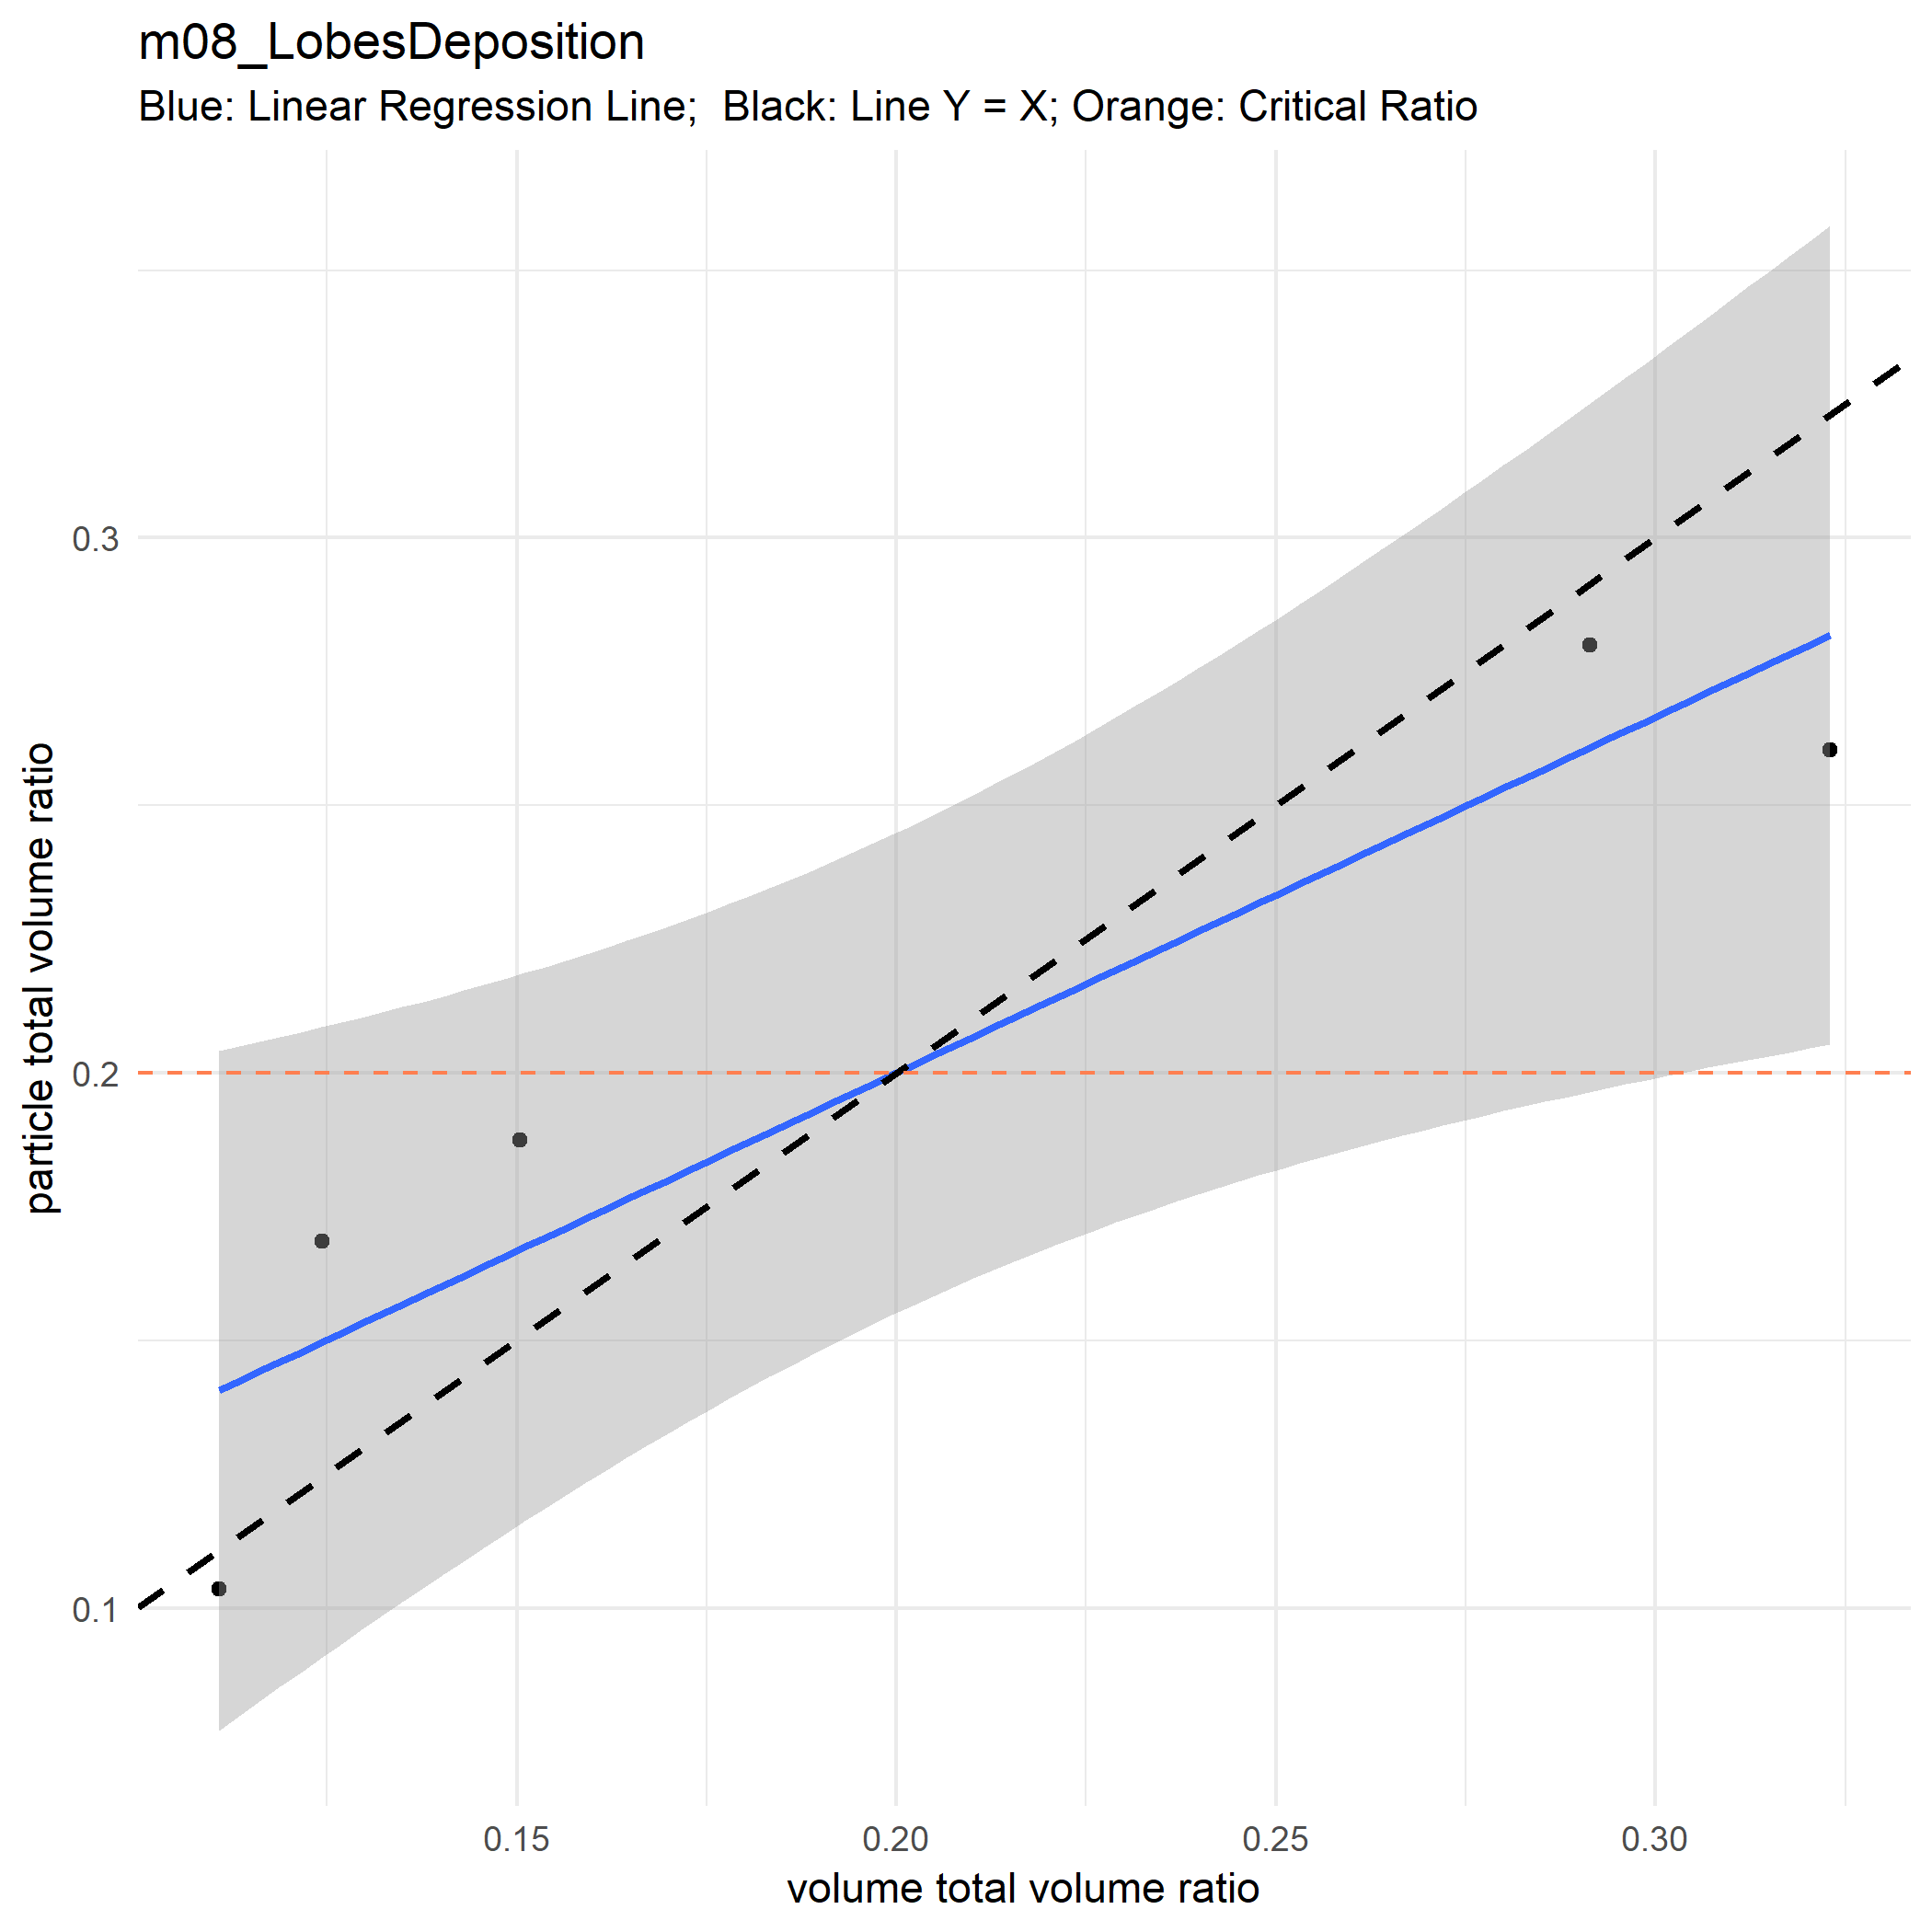 m08_LobesDeposition
Blue: Linear Regression Line;  Black: Line Y = X; Orange: Critical Ratio
particle total volume ratio
0.3
0.2
0.1
0.15
0.20
0.25
0.30
volume total volume ratio